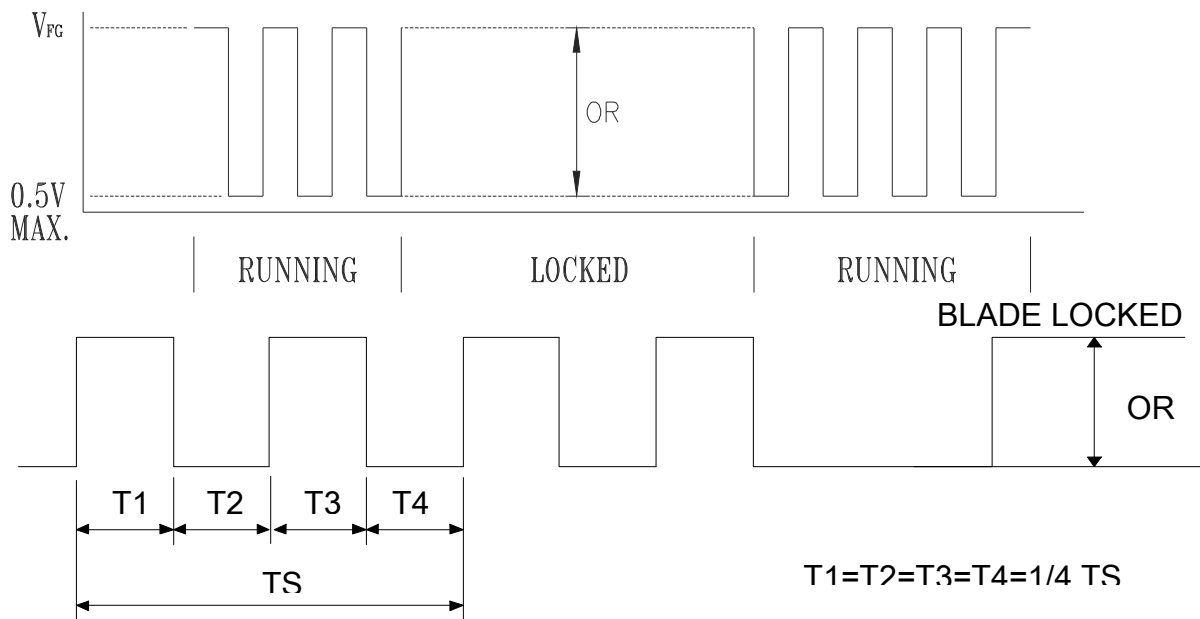 VFG
OR
0.5V
MAX.
RUNNING
LOCKED
RUNNING
BLADE LOCKED
OR
T1
T2
T3
T4
TS
T1=T2=T3=T4=1/4 TS